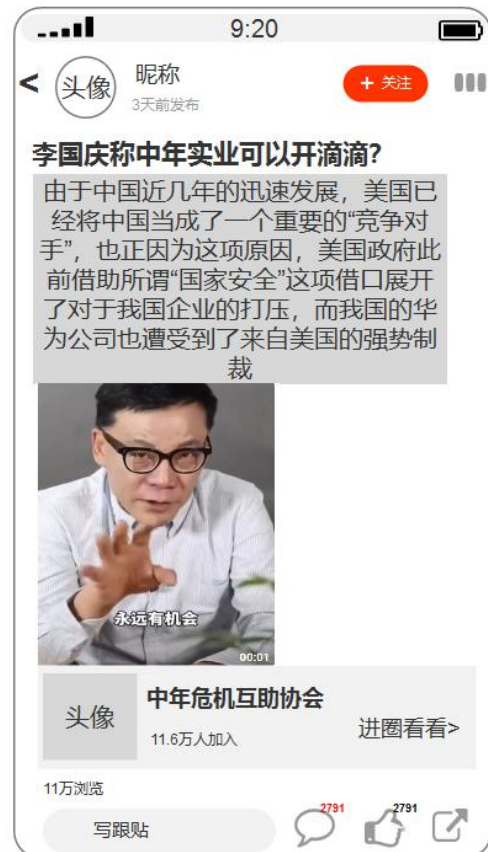 9:20
<
头像
昵称
3天前发布
+ 关注
李国庆称中年实业可以开滴滴？
由于中国近几年的迅速发展，美国已
经将中国当成了一个重要的“竞争对
手”，也正因为这项原因，美国政府此
前借助所谓“国家安全”这项借口展开
了对于我国企业的打压，而我国的华
为公司也遭受到了来自美国的强势制
裁
永远有机会
00:01
头像
中年危机互助协会
11.6万人加入
进圈看看>
11万浏览
写跟贴
2791
2791